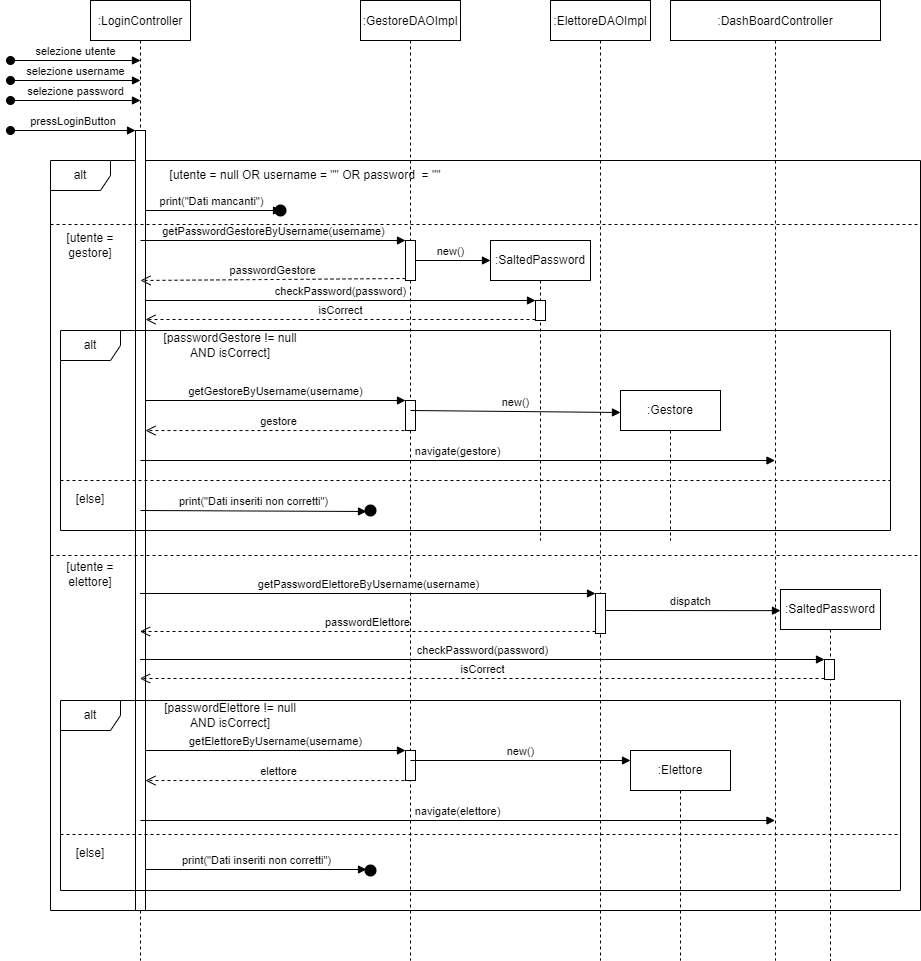 :LoginController
:GestoreDAOImpl
:ElettoreDAOImpl
:DashBoardController
selezione utente
selezione username
selezione password
pressLoginButton
alt
[utente = null OR username = "" OR password  = ""
print("Dati mancanti")
[utente =
gestore]
getPasswordGestoreByUsername(username)
new()
:SaltedPassword
passwordGestore
checkPassword(password)
isCorrect
alt
[passwordGestore != null
AND isCorrect]
getGestoreByUsername(username)
new()
:Gestore
gestore
navigate(gestore)
[else]
print("Dati inseriti non corretti")
[utente =
elettore]
getPasswordElettoreByUsername(username)
dispatch
:SaltedPassword
passwordElettore
checkPassword(password)
isCorrect
alt
[passwordElettore != null
AND isCorrect]
getElettoreByUsername(username)
new()
:Elettore
elettore
navigate(elettore)
[else]
print("Dati inseriti non corretti")